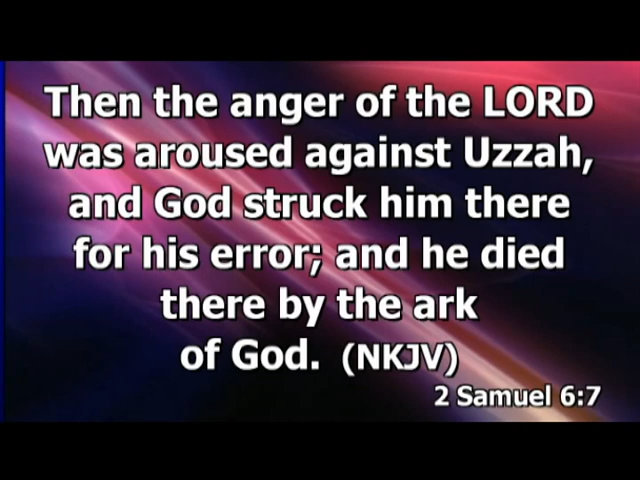 Then the anger of the LORD
was aroused against Uzzah,
and God struck him there
for his error; and he died
there by the ark
of God. (NKJV)
2 Samuel 6:7